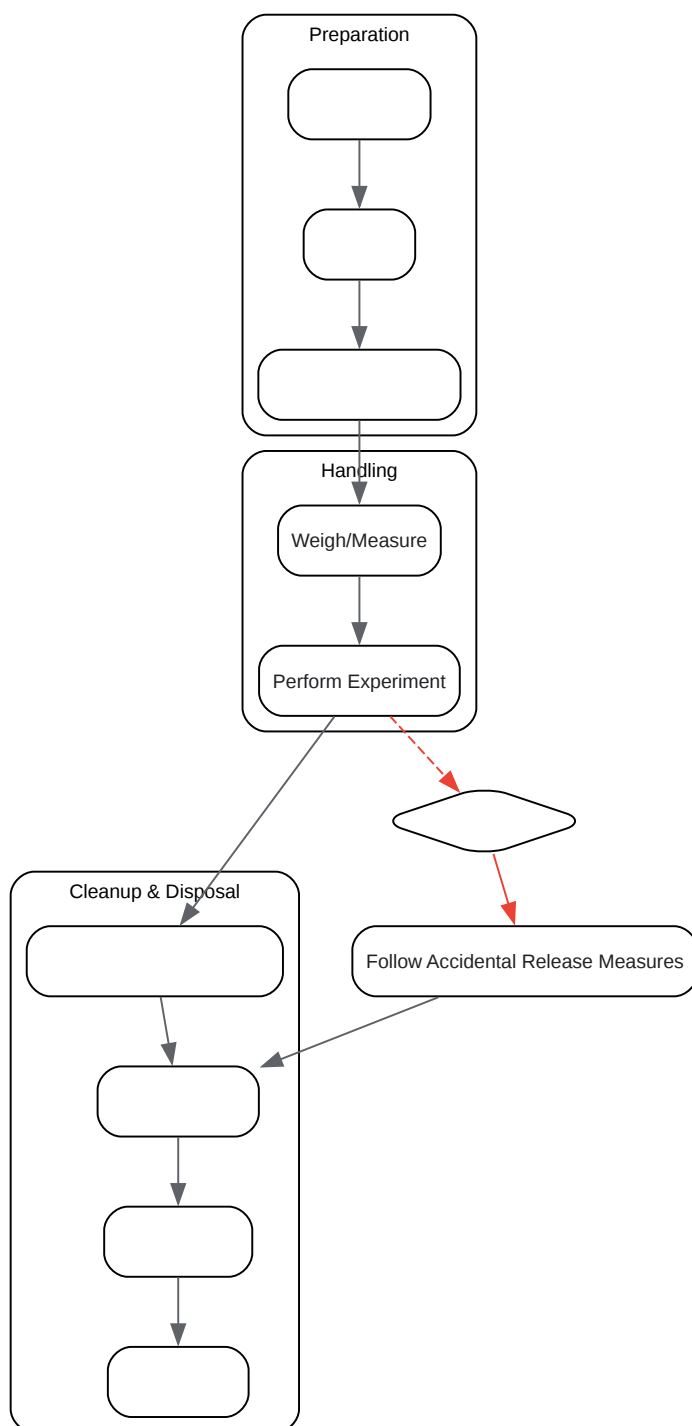 Preparation
Handling
Weigh/Measure
Perform Experiment
Cleanup & Disposal
Follow Accidental Release Measures